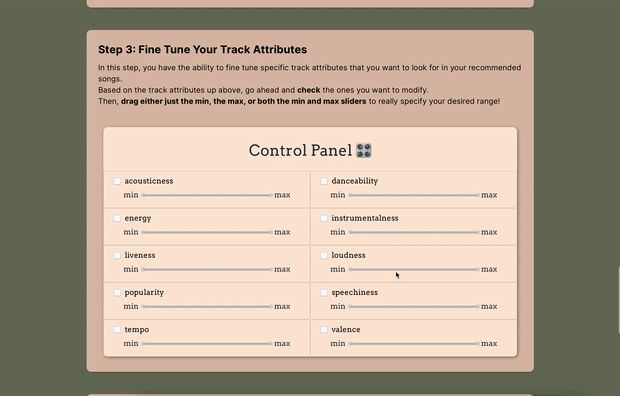 Step 3: Fine Tune Your Track Attributes
In this step, you have the ability to fine tune specific track attributes that you want to look for in your recommended
songs.
Based on the track attributes up above, go ahead and check the ones you want to modify.
Then, drag either just the min, the max, or both the min and max sliders to really specify your desired range!
Control Panel 🎛️
acousticness
min max
danceability
min max
energy
min max
instrumentalness
min max
liveness
min max
loudness
min max
popularity
min max
speechiness
min max
tempo
min max
valence
min max